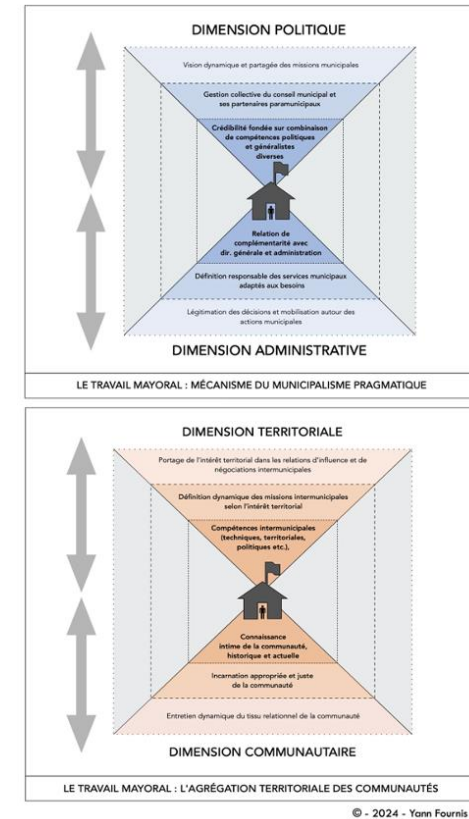 DIMENSION POLITIQUE
Vision dynamique et partagée des missions municipales
Gestion collective du conseil municipal et
ses partenaires paramunicipaux
Crédibilité fondée sur combinaison
de compétences politiques
et généralistes
diverses
Relation de
complémentarité avec
dir. générale et administration
Définition responsable des services municipaux
adaptés aux besoins
Légitimation des décisions et mobilisation autour des
actions municipales
DIMENSION ADMINISTRATIVE
LE TRAVAIL MAYORAL : MÉCANISME DU MUNICIPALISME PRAGMATIQUE
DIMENSION TERRITORIALE
Portage de l'intérêt territorial dans les relations d'influence et de
négociations intermunicipales
Définition dynamique des missions intermunicipales
selon l'intérêt territorial
Compétences intermunicipales
(techniques, territoriales,
politiques etc.),
Connaissance
intime de la communauté,
historique et actuelle
Incarnation appropriée et juste
de la communauté
Entretien dynamique du tissu relationnel de la communauté
DIMENSION COMMUNAUTAIRE
LE TRAVAIL MAYORAL : L'AGRÉGATION TERRITORIALE DES COMMUNAUTÉS
© - 2024 - Yann Fournis